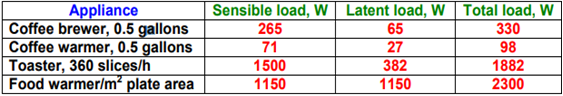 Appliance Sensible load, W Latent load, W Total load, W
Coffee brewer, 0.5 gallons 265 65 330
Coffee warmer, 0.5 gallons 71 27 98
Toaster, 360 slices/h 1500 382 1882
Food warmer/m² plate area 1150 1150 2300